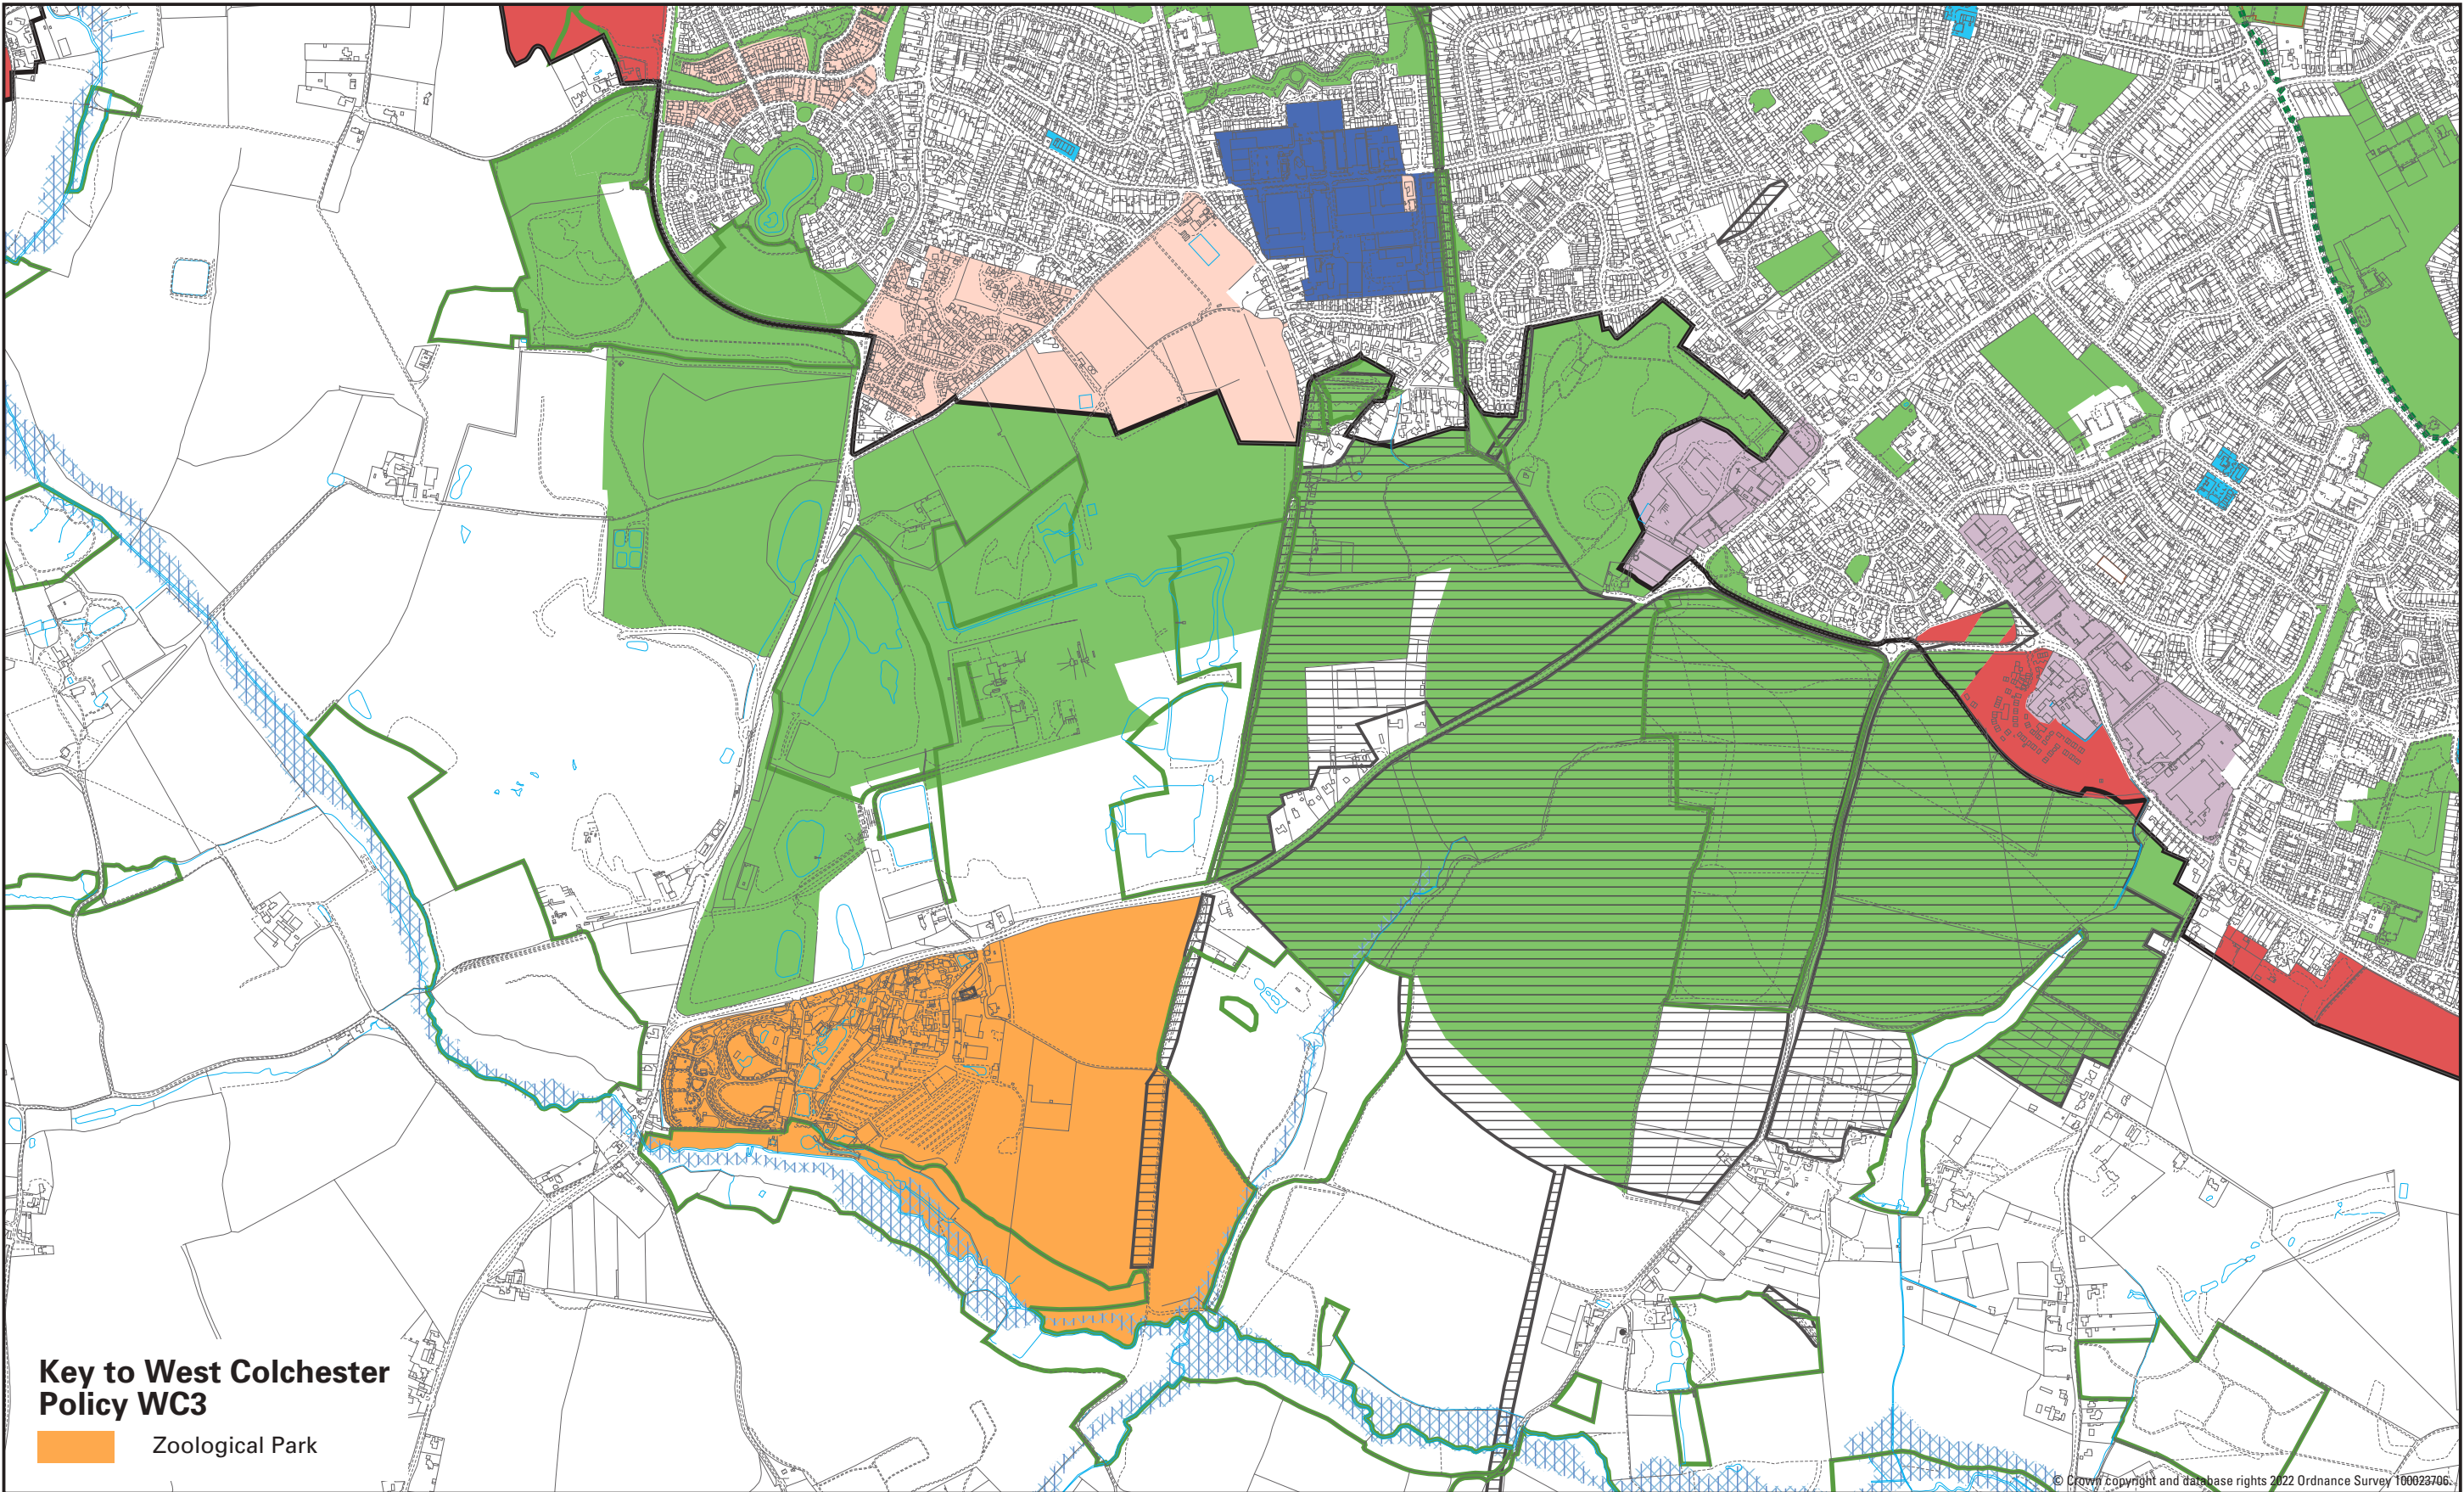 Key to West Colchester
Policy WC3
Zoological Park
© Crown copyright and database rights 2022 Ordnance Survey 100023706.